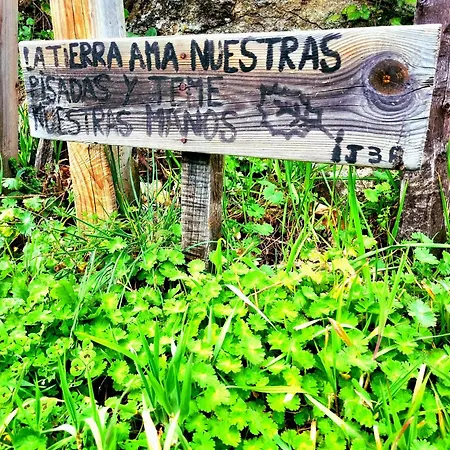 LA TIERRA AMA NUESTRAS
PISADAS Y TEME
NUESTRAS MANOS